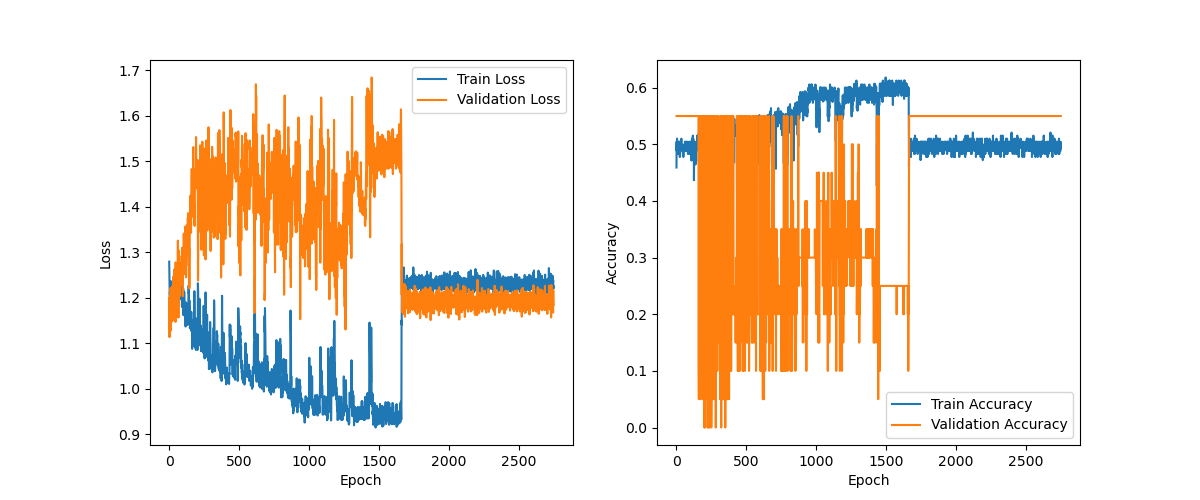 1.7
1.6
1.5
1.4
1.3
1.2
1.1
1.0
0.9
Loss
0 500 1000 1500 2000 2500
Epoch
Train Loss
Validation Loss
0.6
0.5
0.4
0.3
0.2
0.1
0.0
Accuracy
0 500 1000 1500 2000 2500
Epoch
Train Accuracy
Validation Accuracy